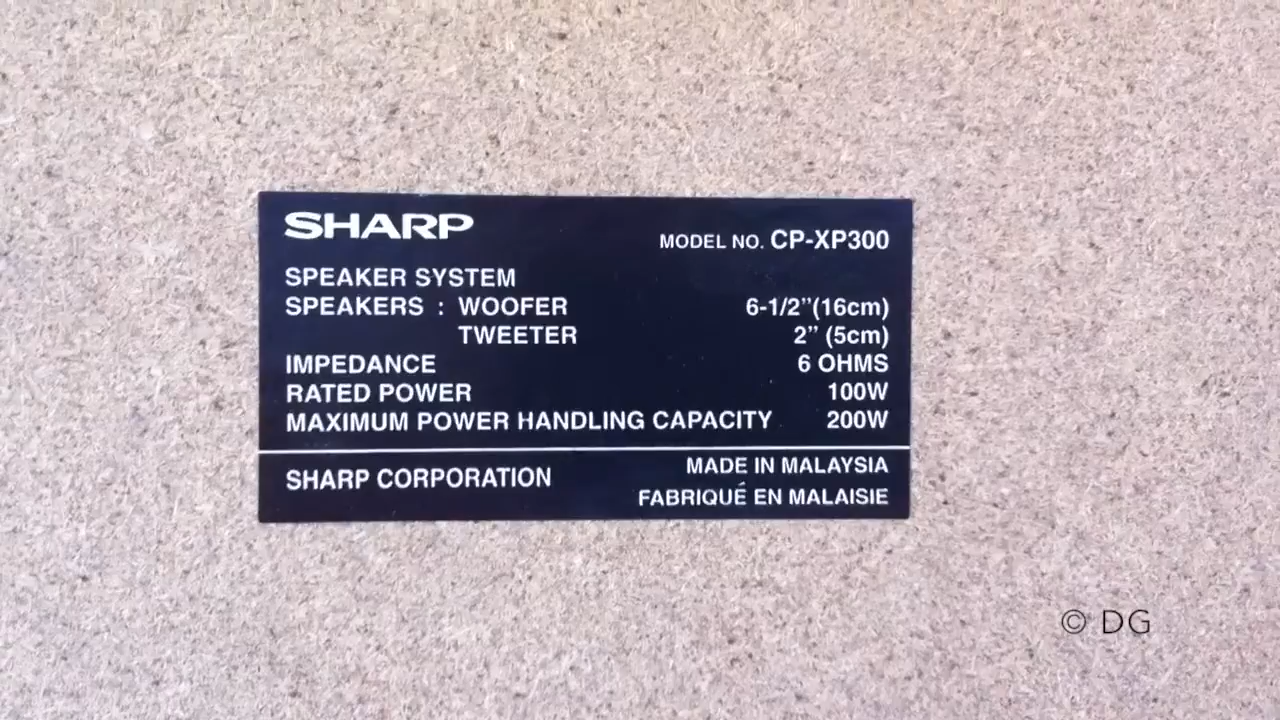 SHARP
MODEL NO. CP-XP300
SPEAKER SYSTEM
SPEAKERS : WOOFER 6-1/2”(16cm)
TWEETER 2” (5cm)
IMPEDANCE 6 OHMS
RATED POWER 100W
MAXIMUM POWER HANDLING CAPACITY 200W
SHARP CORPORATION
MADE IN MALAYSIA
FABRIQUÉ EN MALAISIE
© DG